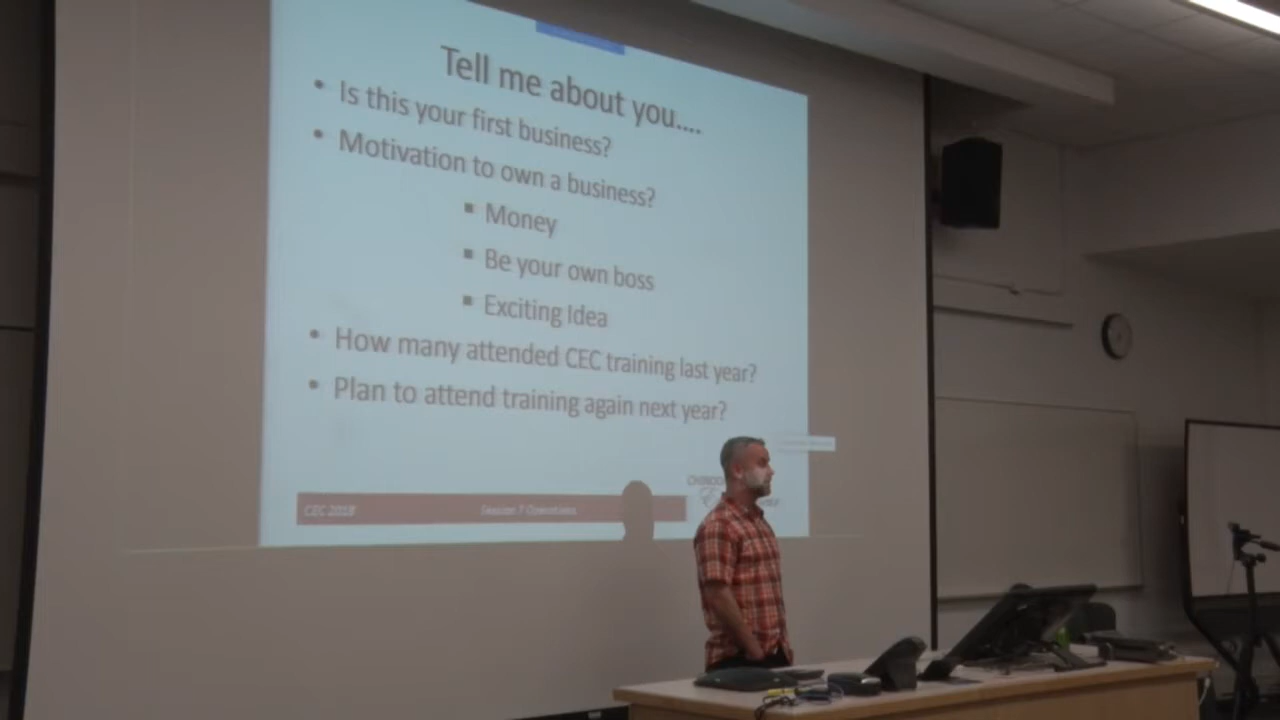 Tell me about you....
• Is this your first business?
• Motivation to own a business?
▪ Money
▪ Be your own boss
▪ Exciting Idea
• How many attended CEC training last year?
• Plan to attend training again next year?
CEC 2018
Session 7 Operations